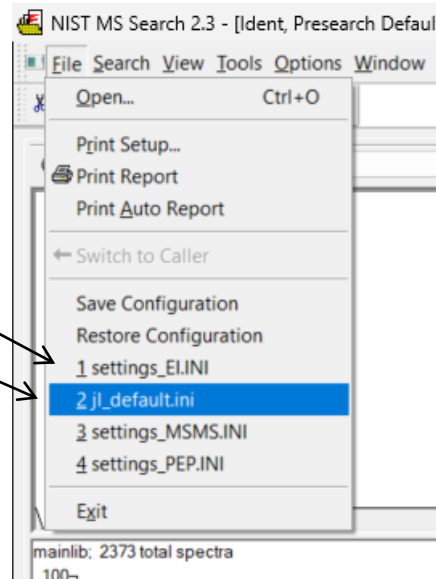 NIST MS Search 2.3 - [Ident, Presearch Defaul
File Search View Tools Options Window
Open... Ctrl+O
Print Setup...
Print Report
Print Auto Report
Switch to Caller
Save Configuration
Restore Configuration
1 settings_EI.INI
2 jl_default.ini
3 settings_MSMS.INI
4 settings_PEP.INI
Exit
mainlib; 2373 total spectra
100